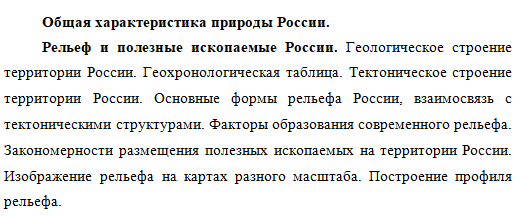 Общая характеристика природы России.
Рельеф и полезные ископаемые России. Геологическое строение
территории России. Геохронологическая таблица. Тектоническое строение
территории России. Основные формы рельефа России, взаимосвязь с
тектоническими структурами. Факторы образования современного рельефа.
Закономерности размещения полезных ископаемых на территории России.
Изображение рельефа на картах разного масштаба. Построение профиля
рельефа.